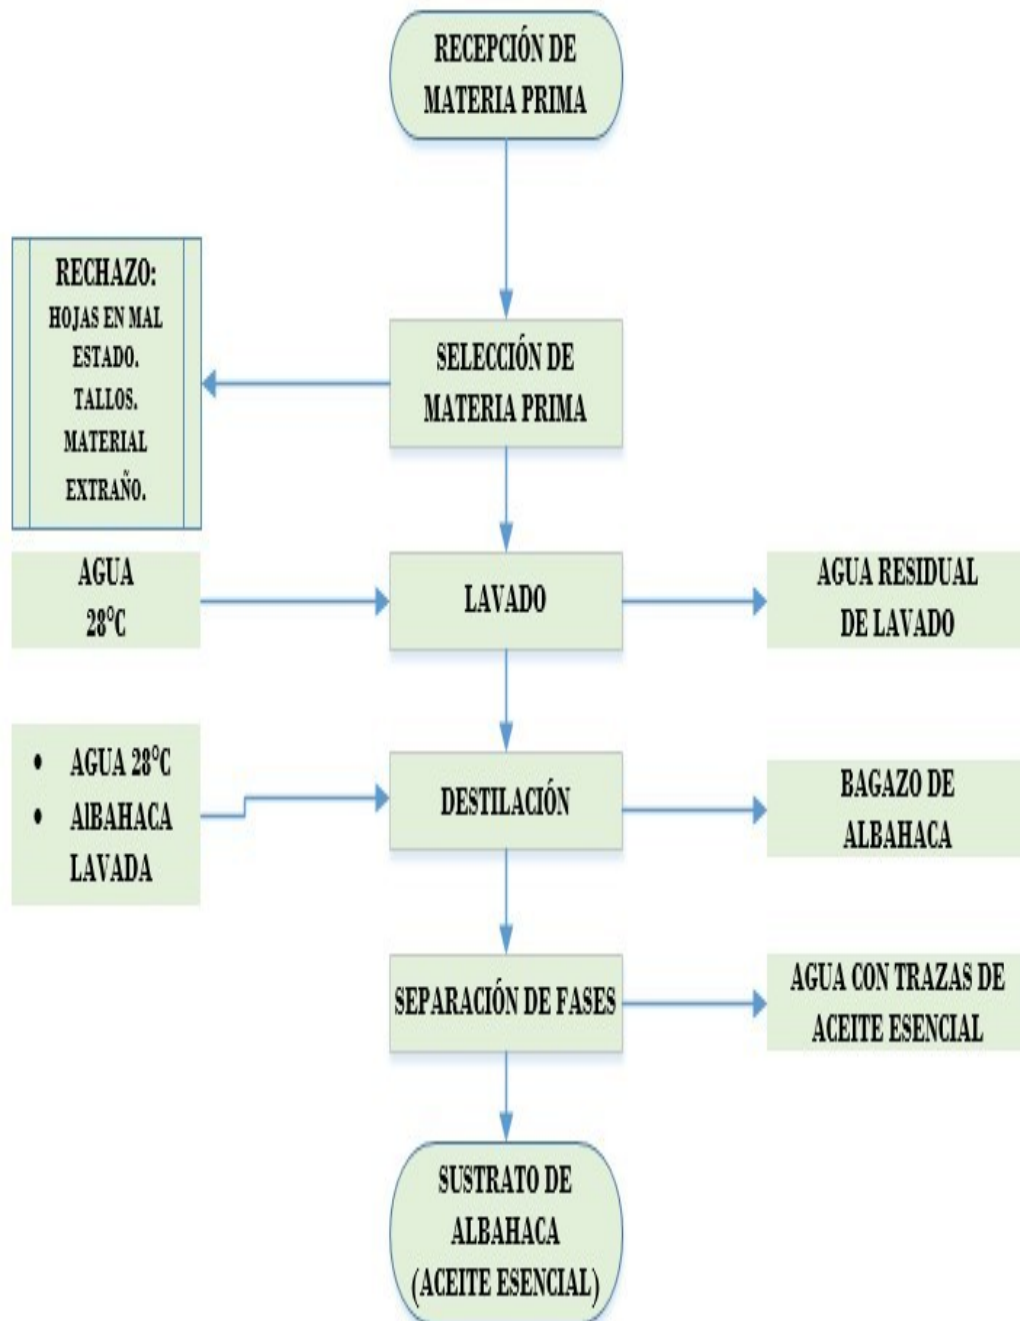 RECEPCIÓN DE
MATERIA PRIMA
RECHAZO:
HOJAS EN MAL
ESTADO.
TALLOS.
MATERIAL
EXTRAÑO.
SELECCIÓN DE
MATERIA PRIMA
AGUA
28°C
LAVADO
AGUA RESIDUAL
DE LAVADO
• AGUA 28°C
• AlBAHACA
LAVADA
DESTILACIÓN
BAGAZO DE
ALBAHACA
SEPARACIÓN DE FASES
AGUA CON TRAZAS DE
ACEITE ESENCIAL
SUSTRATO DE
ALBAHACA
(ACEITE ESENCIAL)